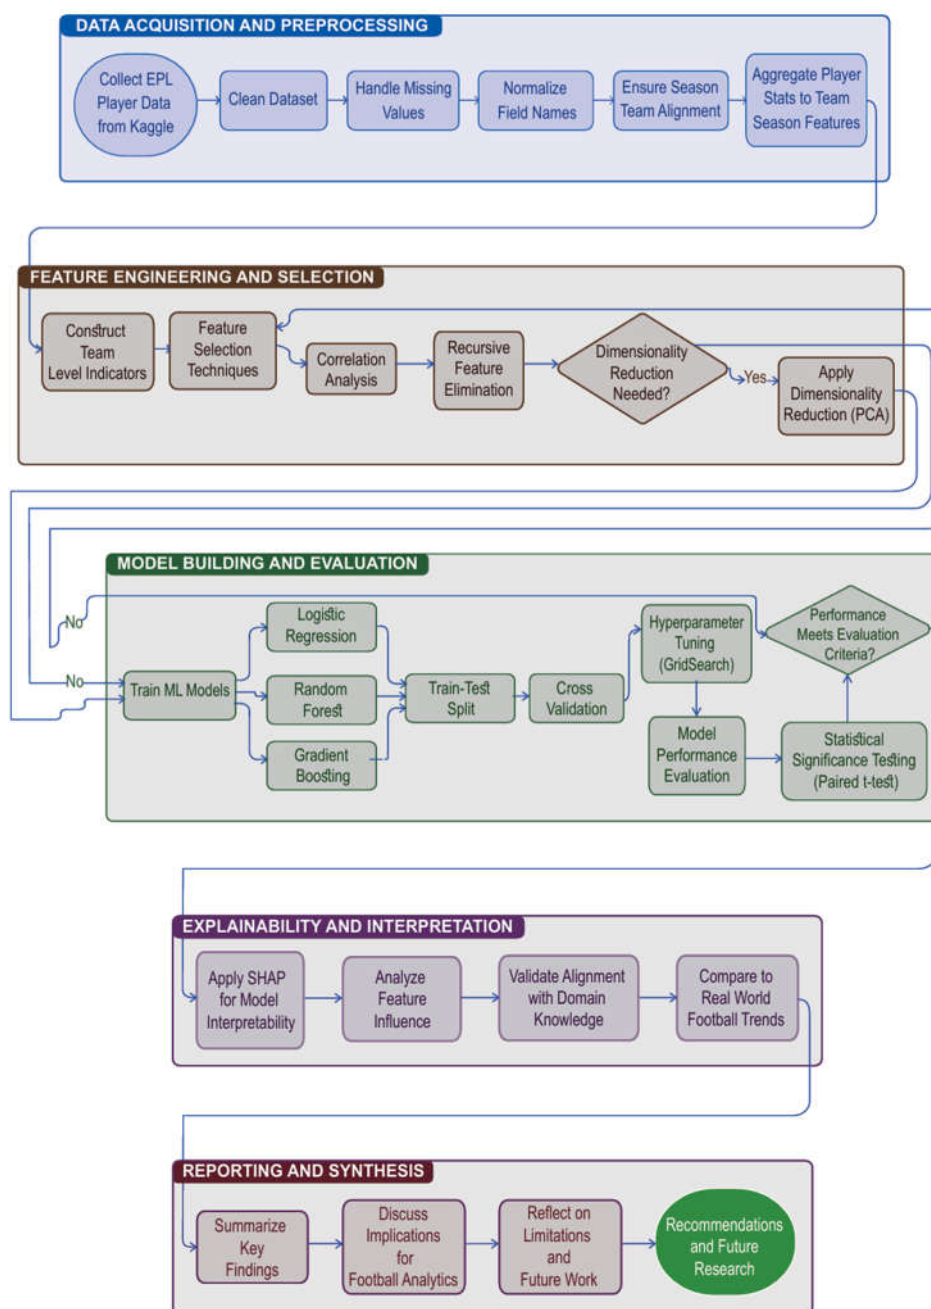 DATA ACQUISITION AND PREPROCESSING
Collect EPL
Player Data
from Kaggle
Clean Dataset
Handle Missing
Values
Normalize
Field Names
Ensure Season
Team Alignment
Aggregate Player
Stats to Team
Season Features
FEATURE ENGINEERING AND SELECTION
Construct
Team
Level Indicators
Feature
Selection
Techniques
Correlation
Analysis
Recursive
Feature
Elimination
Dimensionality
Reduction
Needed?
Yes
Apply
Dimensionality
Reduction (PCA)
MODEL BUILDING AND EVALUATION
No
No
Train ML Models
Logistic
Regression
Random
Forest
Gradient
Boosting
Train-Test
Split
Cross
Validation
Hyperparameter
Tuning
(GridSearch)
Model
Performance
Evaluation
Statistical
Significance Testing
(Paired t-test)
Performance
Meets Evaluation
Criteria?
EXPLAINABILITY AND INTERPRETATION
Apply SHAP
for Model
Interpretability
Analyze
Feature
Influence
Validate Alignment
with Domain
Knowledge
Compare to
Real World
Football Trends
REPORTING AND SYNTHESIS
Summarize
Key
Findings
Discuss
Implications
for
Football Analytics
Reflect on
Limitations
and
Future Work
Recommendations
and Future
Research